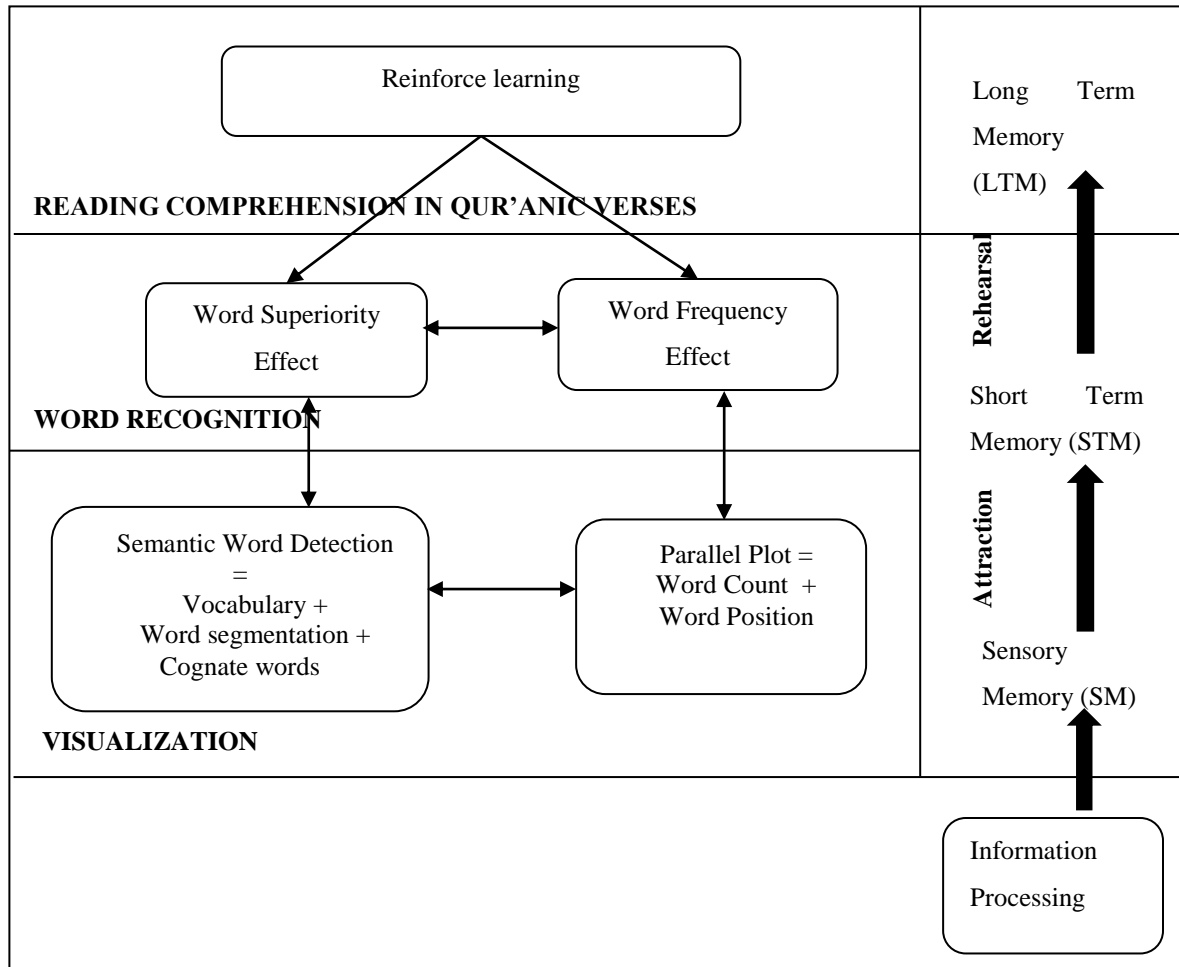 Reinforce learning
READING COMPREHENSION IN QUR'ANIC VERSES
Word Superiority
Effect
Word Frequency
Effect
WORD RECOGNITION
Semantic Word Detection
=
Vocabulary +
Word segmentation +
Cognate words
Parallel Plot =
Word Count +
Word Position
VISUALIZATION
Long Term
Memory
(LTM)
Rehearsal
Short Term
Memory (STM)
Attraction
Sensory
Memory (SM)
Information
Processing